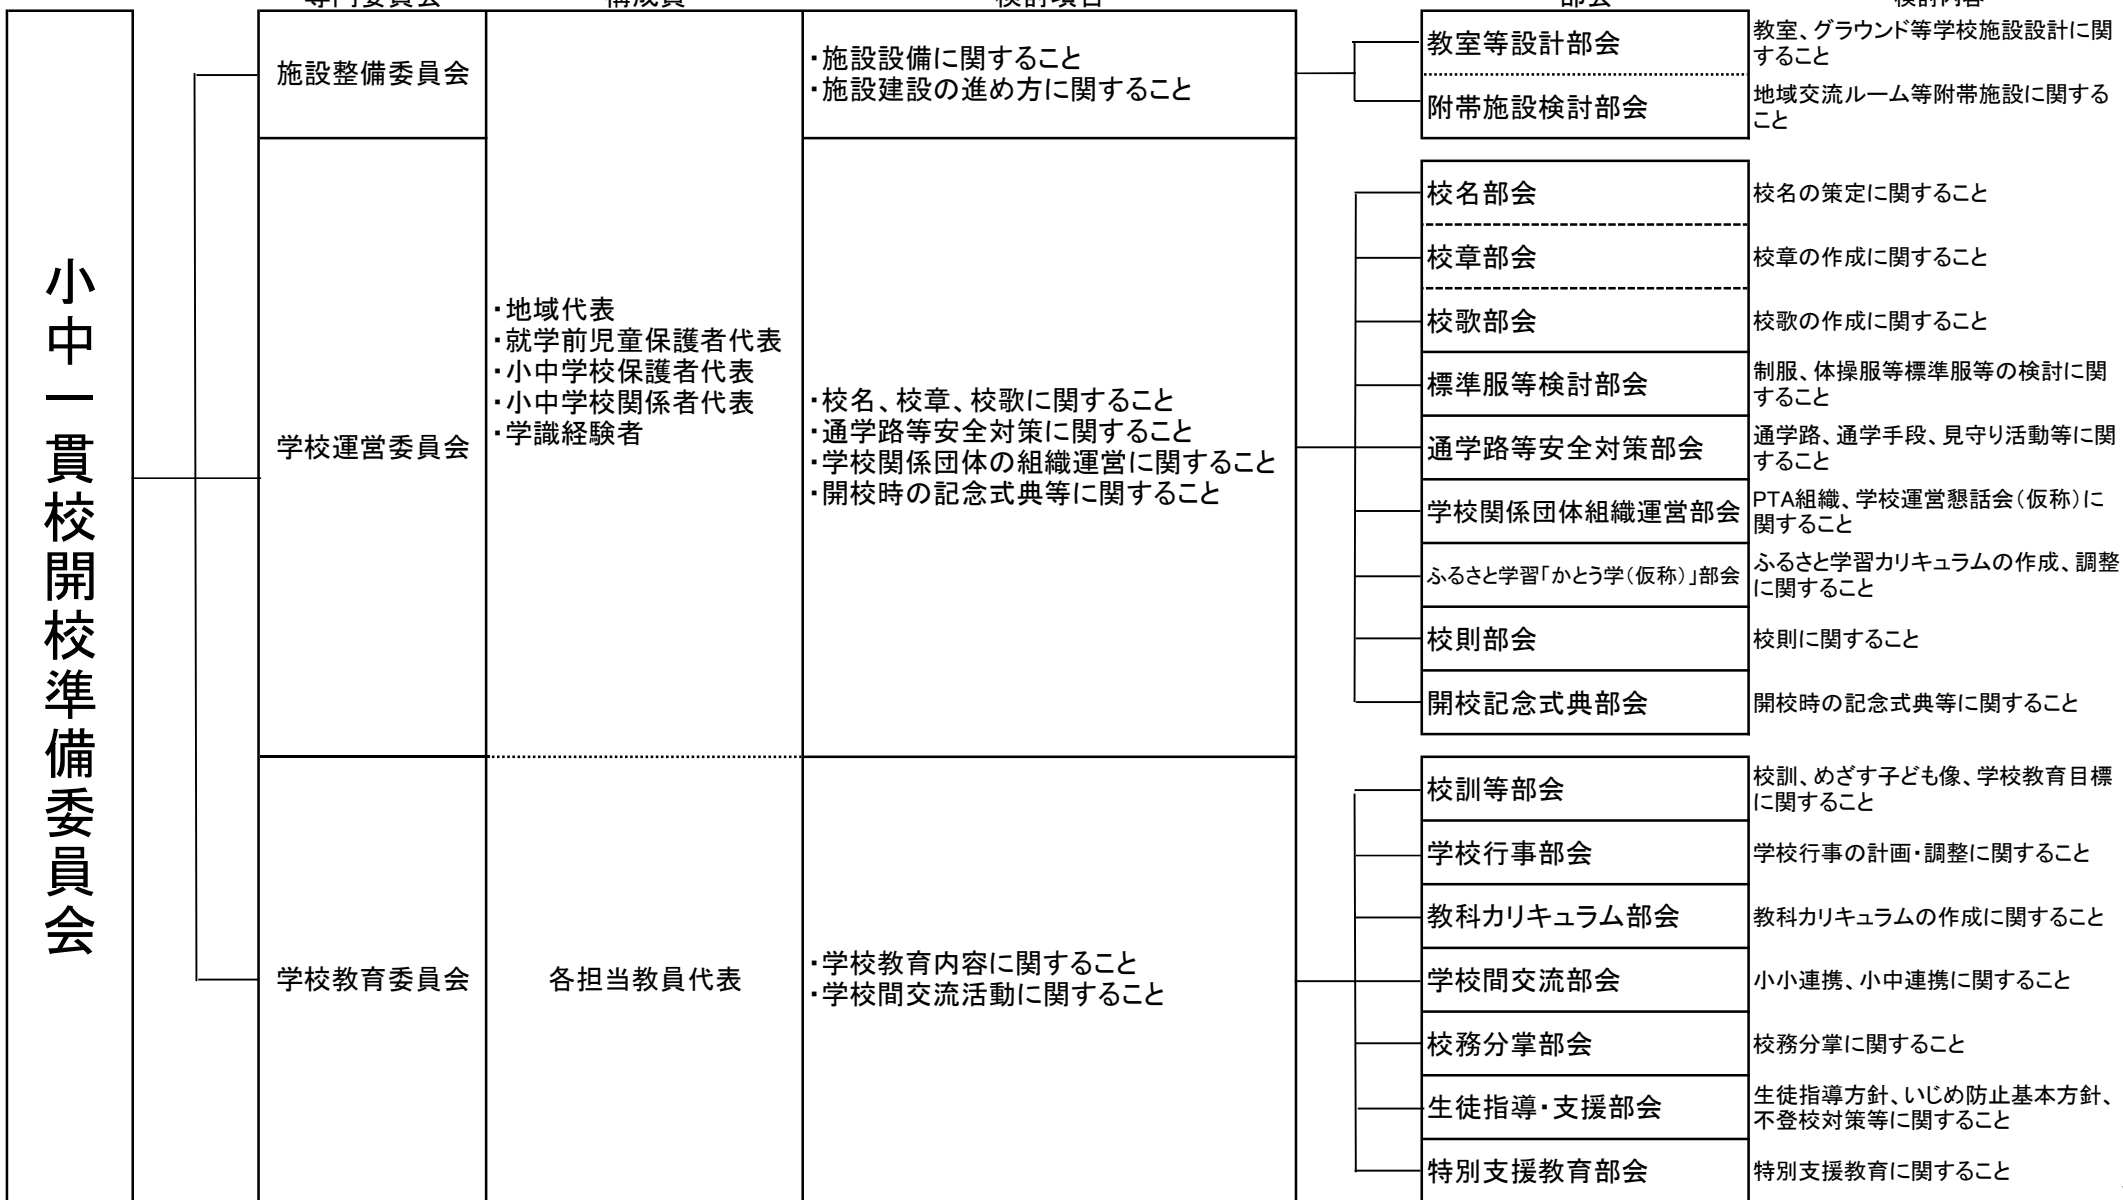 専門委員会
構成員
検討項目
部会
検討内容
小中一貫校開校準備委員会
施設整備委員会
・施設設備に関すること
・施設建設の進め方に関すること
教室等設計部会
教室、グラウンド等学校施設設計に関
すること
附帯施設検討部会
地域交流ルーム等附帯施設に関する
こと
学校運営委員会
・地域代表
・就学前児童保護者代表
・小中学校保護者代表
・小中学校関係者代表
・学識経験者
・校名、校章、校歌に関すること
・通学路等安全対策に関すること
・学校関係団体の組織運営に関すること
・開校時の記念式典等に関すること
校名部会
校名の策定に関すること
校章部会
校章の作成に関すること
校歌部会
校歌の作成に関すること
標準服等検討部会
制服、体操服等標準服等の検討に関
すること
通学路等安全対策部会
通学路、通学手段、見守り活動等に関
すること
学校関係団体組織運営部会
PTA組織、学校運営懇話会(仮称)に
関すること
ふるさと学習「かとう学(仮称)」部会
ふるさと学習カリキュラムの作成、調整
に関すること
校則部会
校則に関すること
開校記念式典部会
開校時の記念式典等に関すること
学校教育委員会
各担当教員代表
・学校教育内容に関すること
・学校間交流活動に関すること
校訓等部会
校訓、めざす子ども像、学校教育目標
に関すること
学校行事部会
学校行事の計画・調整に関すること
教科カリキュラム部会
教科カリキュラムの作成に関すること
学校間交流部会
小小連携、小中連携に関すること
校務分掌部会
校務分掌に関すること
生徒指導・支援部会
生徒指導方針、いじめ防止基本方針、
不登校対策等に関すること
特別支援教育部会
特別支援教育に関すること